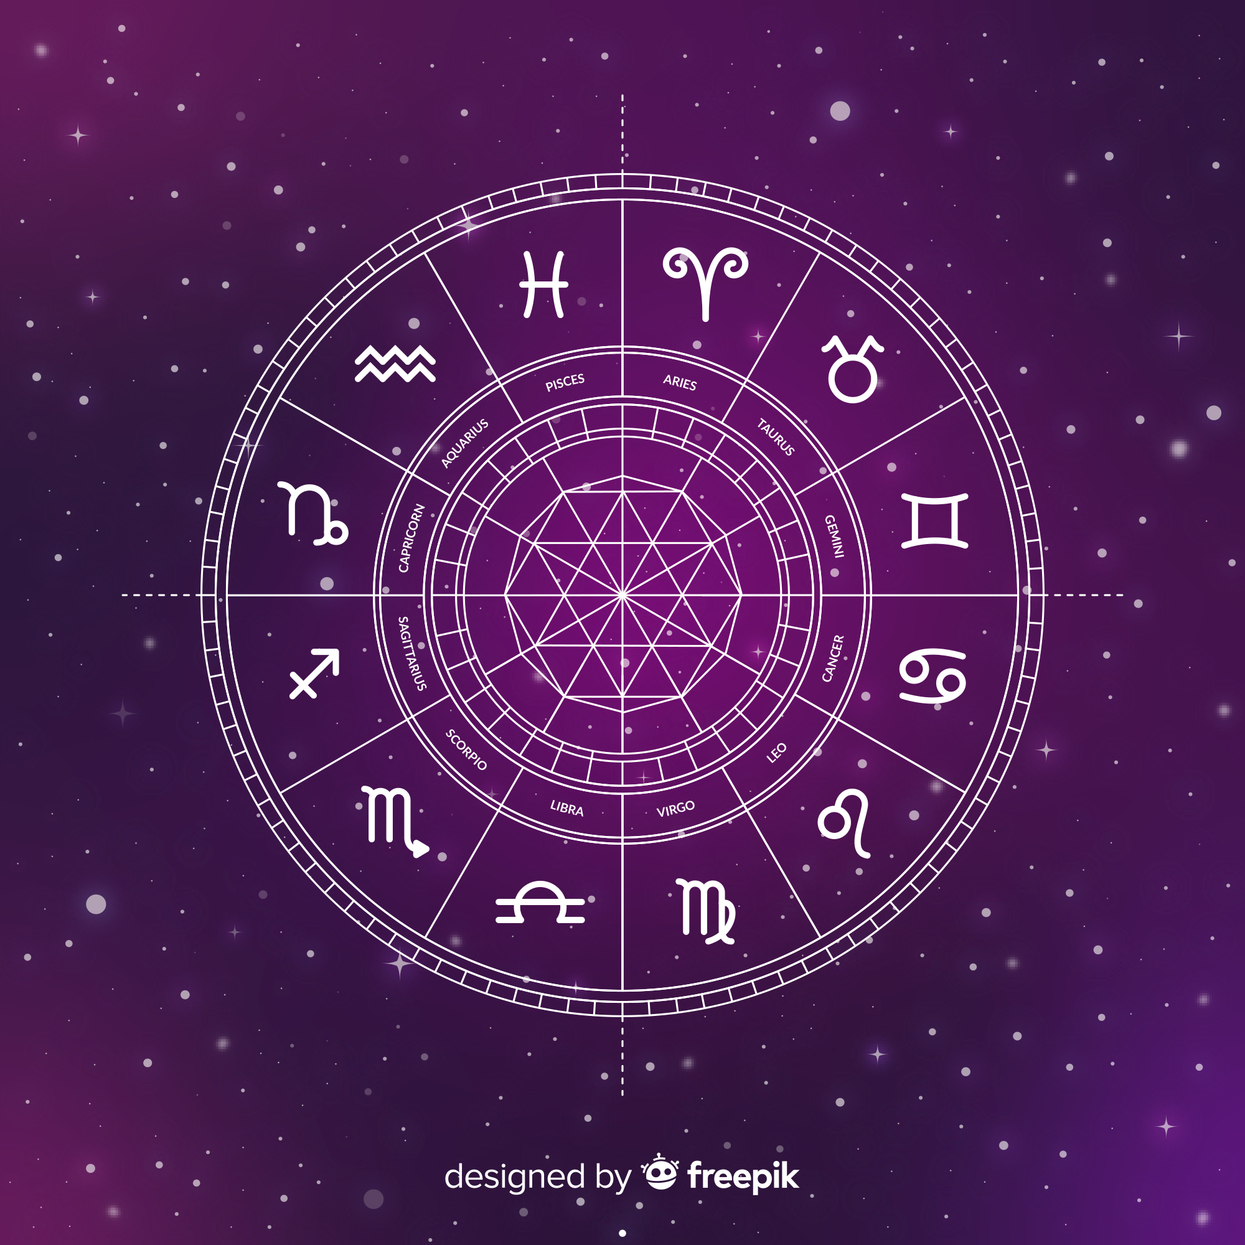 PISCES
ARIES
AQUARIUS
TAURUS
CAPRICORN
GEMINI
SAGITTARIUS
CANCER
SCORPIO
LEO
LIBRA
VIRGO
designed by freepik